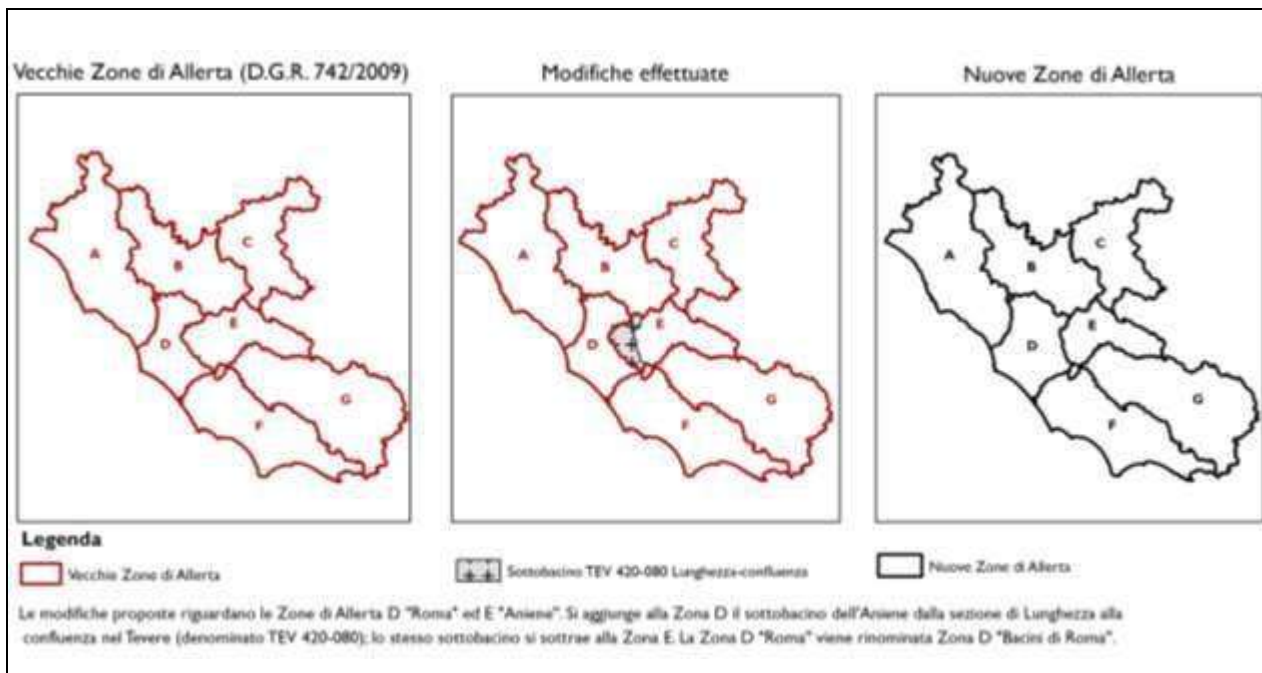 Vecchie Zone di Allerta (D.G.R. 742/2009)
Modifiche effettuate
Nuove Zone di Allerta
A
B
C
D
E
F
G
A
B
C
D
E
F
G
A
B
C
D
E
F
G
Legenda
Vecchie Zone di Allerta
Sottobacino TEV 420-080 Lunghezza-confluenza
Nuove Zone di Allerta
Le modifiche proposte riguardano le Zone di Allerta D "Roma" ed E "Aniene". Si aggiunge alla Zona D il sottobacino dell'Aniene dalla sezione di Lunghezza alla
confluenza nel Tevere (denominato TEV 420-080); lo stesso sottobacino si sottrae alla Zona E. La Zona D "Roma" viene rinominata Zona D "Bacini di Roma".